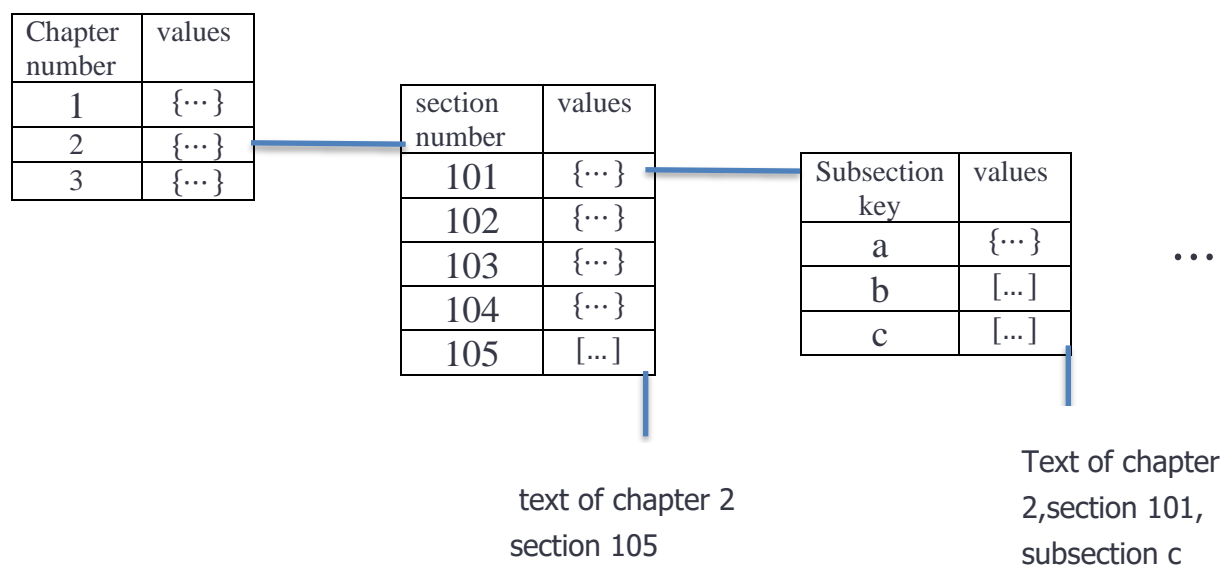 Chapter number values
1 {⋯}
2 {⋯}
3 {⋯}
section number values
101 {⋯}
102 {⋯}
103 {⋯}
104 {⋯}
105 […]
text of chapter 2
section 105
Subsection key values
a {⋯}
b […]
c […]
Text of chapter
2,section 101,
subsection c
…